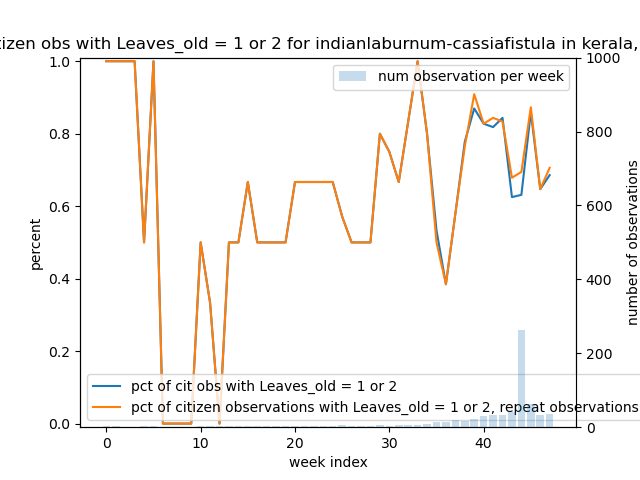 tizen obs with Leaves_old = 1 or 2 for indianlaburnum-cassiafistula in kerala,
num observation per week
1.0
0.8
0.6
0.4
0.2
0.0
percent
1000
800
600
400
200
0
number of observations
pct of cit obs with Leaves_old = 1 or 2
pct of citizen observations with Leaves_old = 1 or 2, repeat observations
0
10
20
30
40
week index